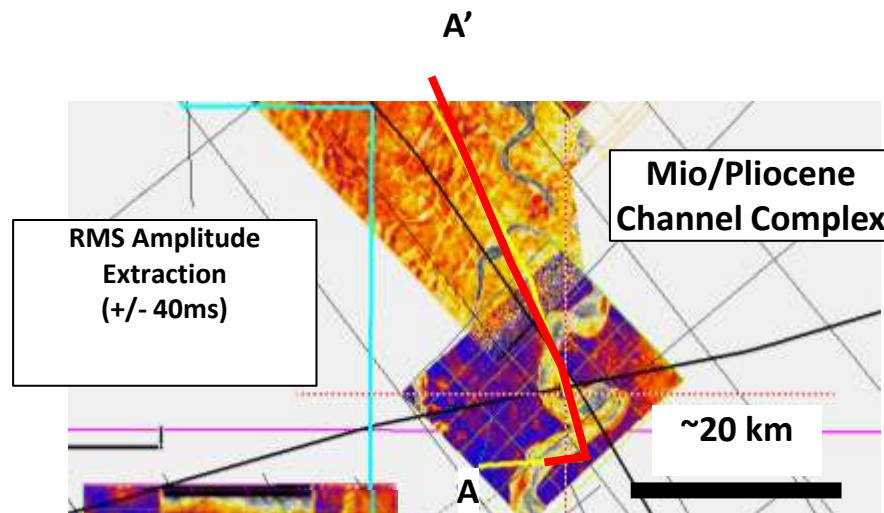 A’
Mio/Pliocene
Channel Complex
RMS Amplitude
Extraction
(+/- 40ms)
~20 km
A